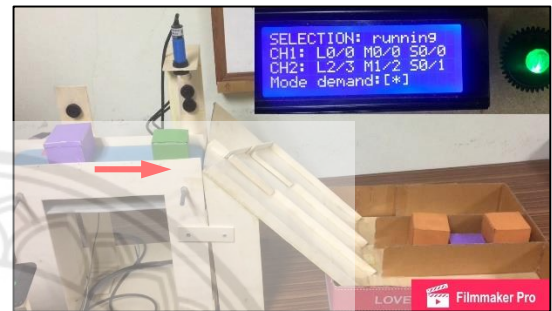 SELECTION: running
CH1: L0/0 M0/0 S0/0
CH2: L2/3 M1/2 S0/1
Mode demand:[*]
LOVE
Filmmaker Pro